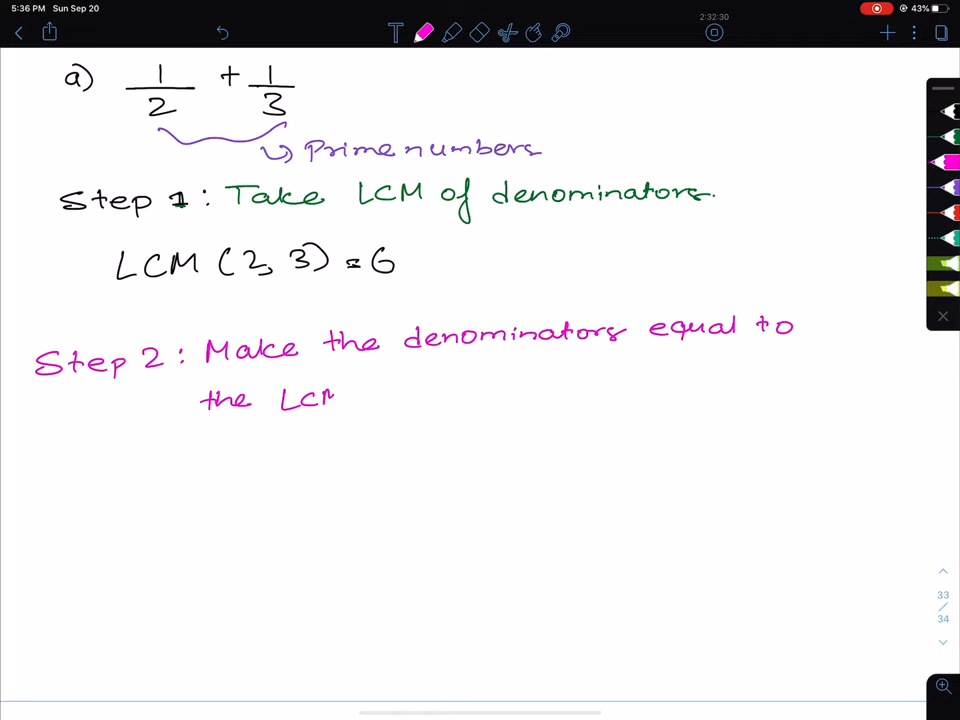 5:36 PM Sun Sep 20
43%
2:32:30
T
a) 1/2 + 1/3
Prime numbers
Step 1: Take LCM of denominators.
LCM (2, 3) = 6
Step 2: Make the denominators equal to
the LCM
33
/
34